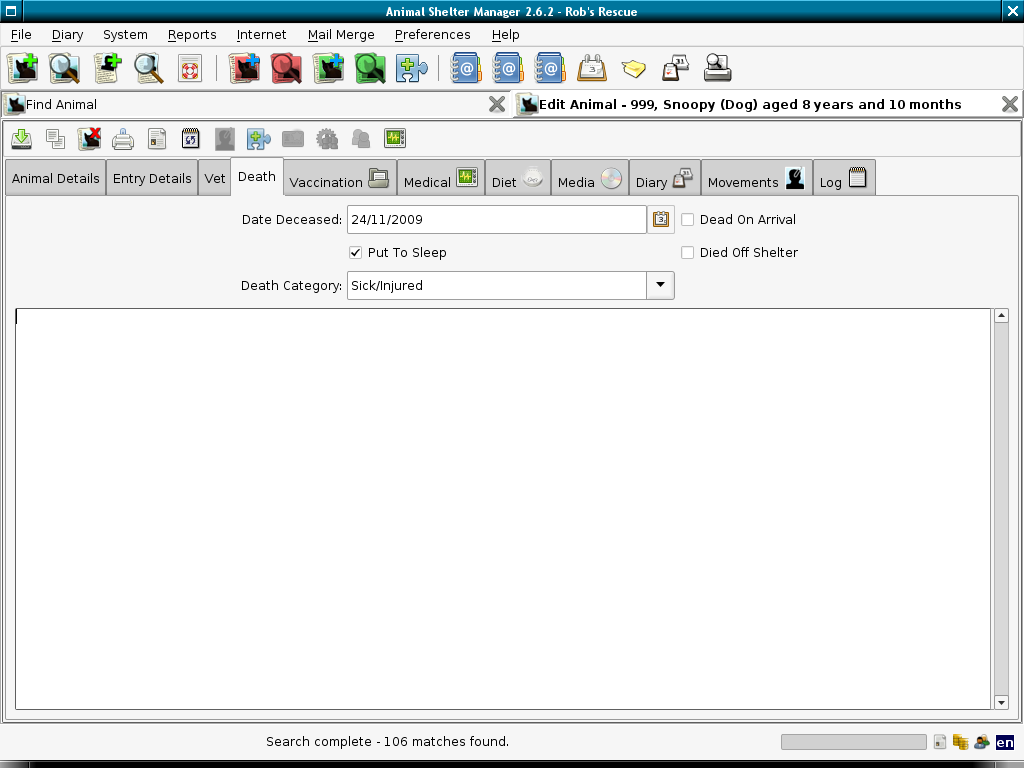 Animal Shelter Manager 2.6.2 - Rob's Rescue
File Diary System Reports Internet Mail Merge Preferences Help
Find Animal
Edit Animal - 999, Snoopy (Dog) aged 8 years and 10 months
Animal Details Entry Details Vet Death Vaccination Medical Diet Media Diary Movements Log
Date Deceased: 24/11/2009 Dead On Arrival
Put To Sleep Died Off Shelter
Death Category: Sick/Injured
Search complete - 106 matches found.
en